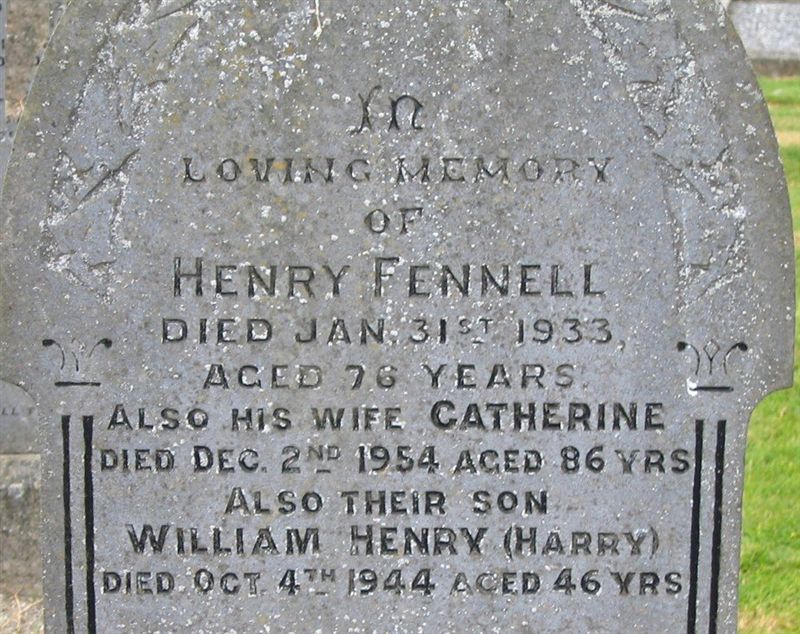 In
LOVING MEMORY
OF
HENRY FENNELL
DIED JAN. 31ST 1933,
AGED 76 YEARS.
ALSO HIS WIFE CATHERINE
DIED DEC. 2ND 1954 AGED 86 YRS
ALSO THEIR SON
WILLIAM HENRY (HARRY)
DIED OCT. 4TH 1944 AGED 46 YRS